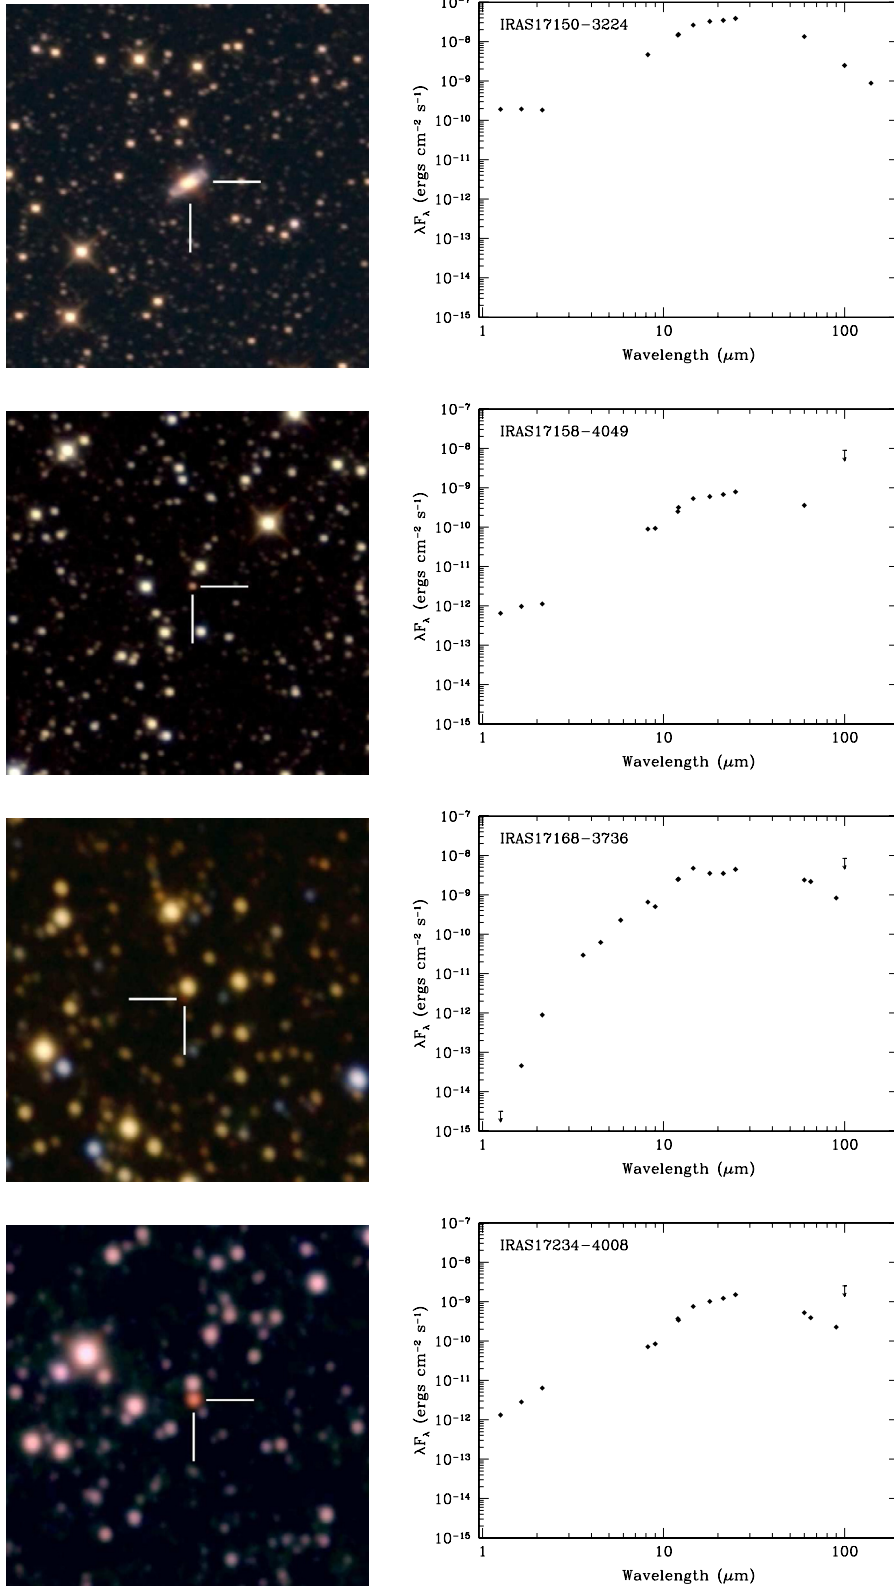 IRAS17150−3224
10⁻⁷
10⁻⁸
10⁻⁹
10⁻¹⁰
10⁻¹¹
10⁻¹²
10⁻¹³
10⁻¹⁴
10⁻¹⁵
λF_λ (ergs cm⁻² s⁻¹)
1 10 100
Wavelength (μm)
IRAS17158−4049
10⁻⁷
10⁻⁸
10⁻⁹
10⁻¹⁰
10⁻¹¹
10⁻¹²
10⁻¹³
10⁻¹⁴
10⁻¹⁵
λF_λ (ergs cm⁻² s⁻¹)
1 10 100
Wavelength (μm)
IRAS17168−3736
10⁻⁷
10⁻⁸
10⁻⁹
10⁻¹⁰
10⁻¹¹
10⁻¹²
10⁻¹³
10⁻¹⁴
10⁻¹⁵
λF_λ (ergs cm⁻² s⁻¹)
1 10 100
Wavelength (μm)
IRAS17234−4008
10⁻⁷
10⁻⁸
10⁻⁹
10⁻¹⁰
10⁻¹¹
10⁻¹²
10⁻¹³
10⁻¹⁴
10⁻¹⁵
λF_λ (ergs cm⁻² s⁻¹)
1 10 100
Wavelength (μm)